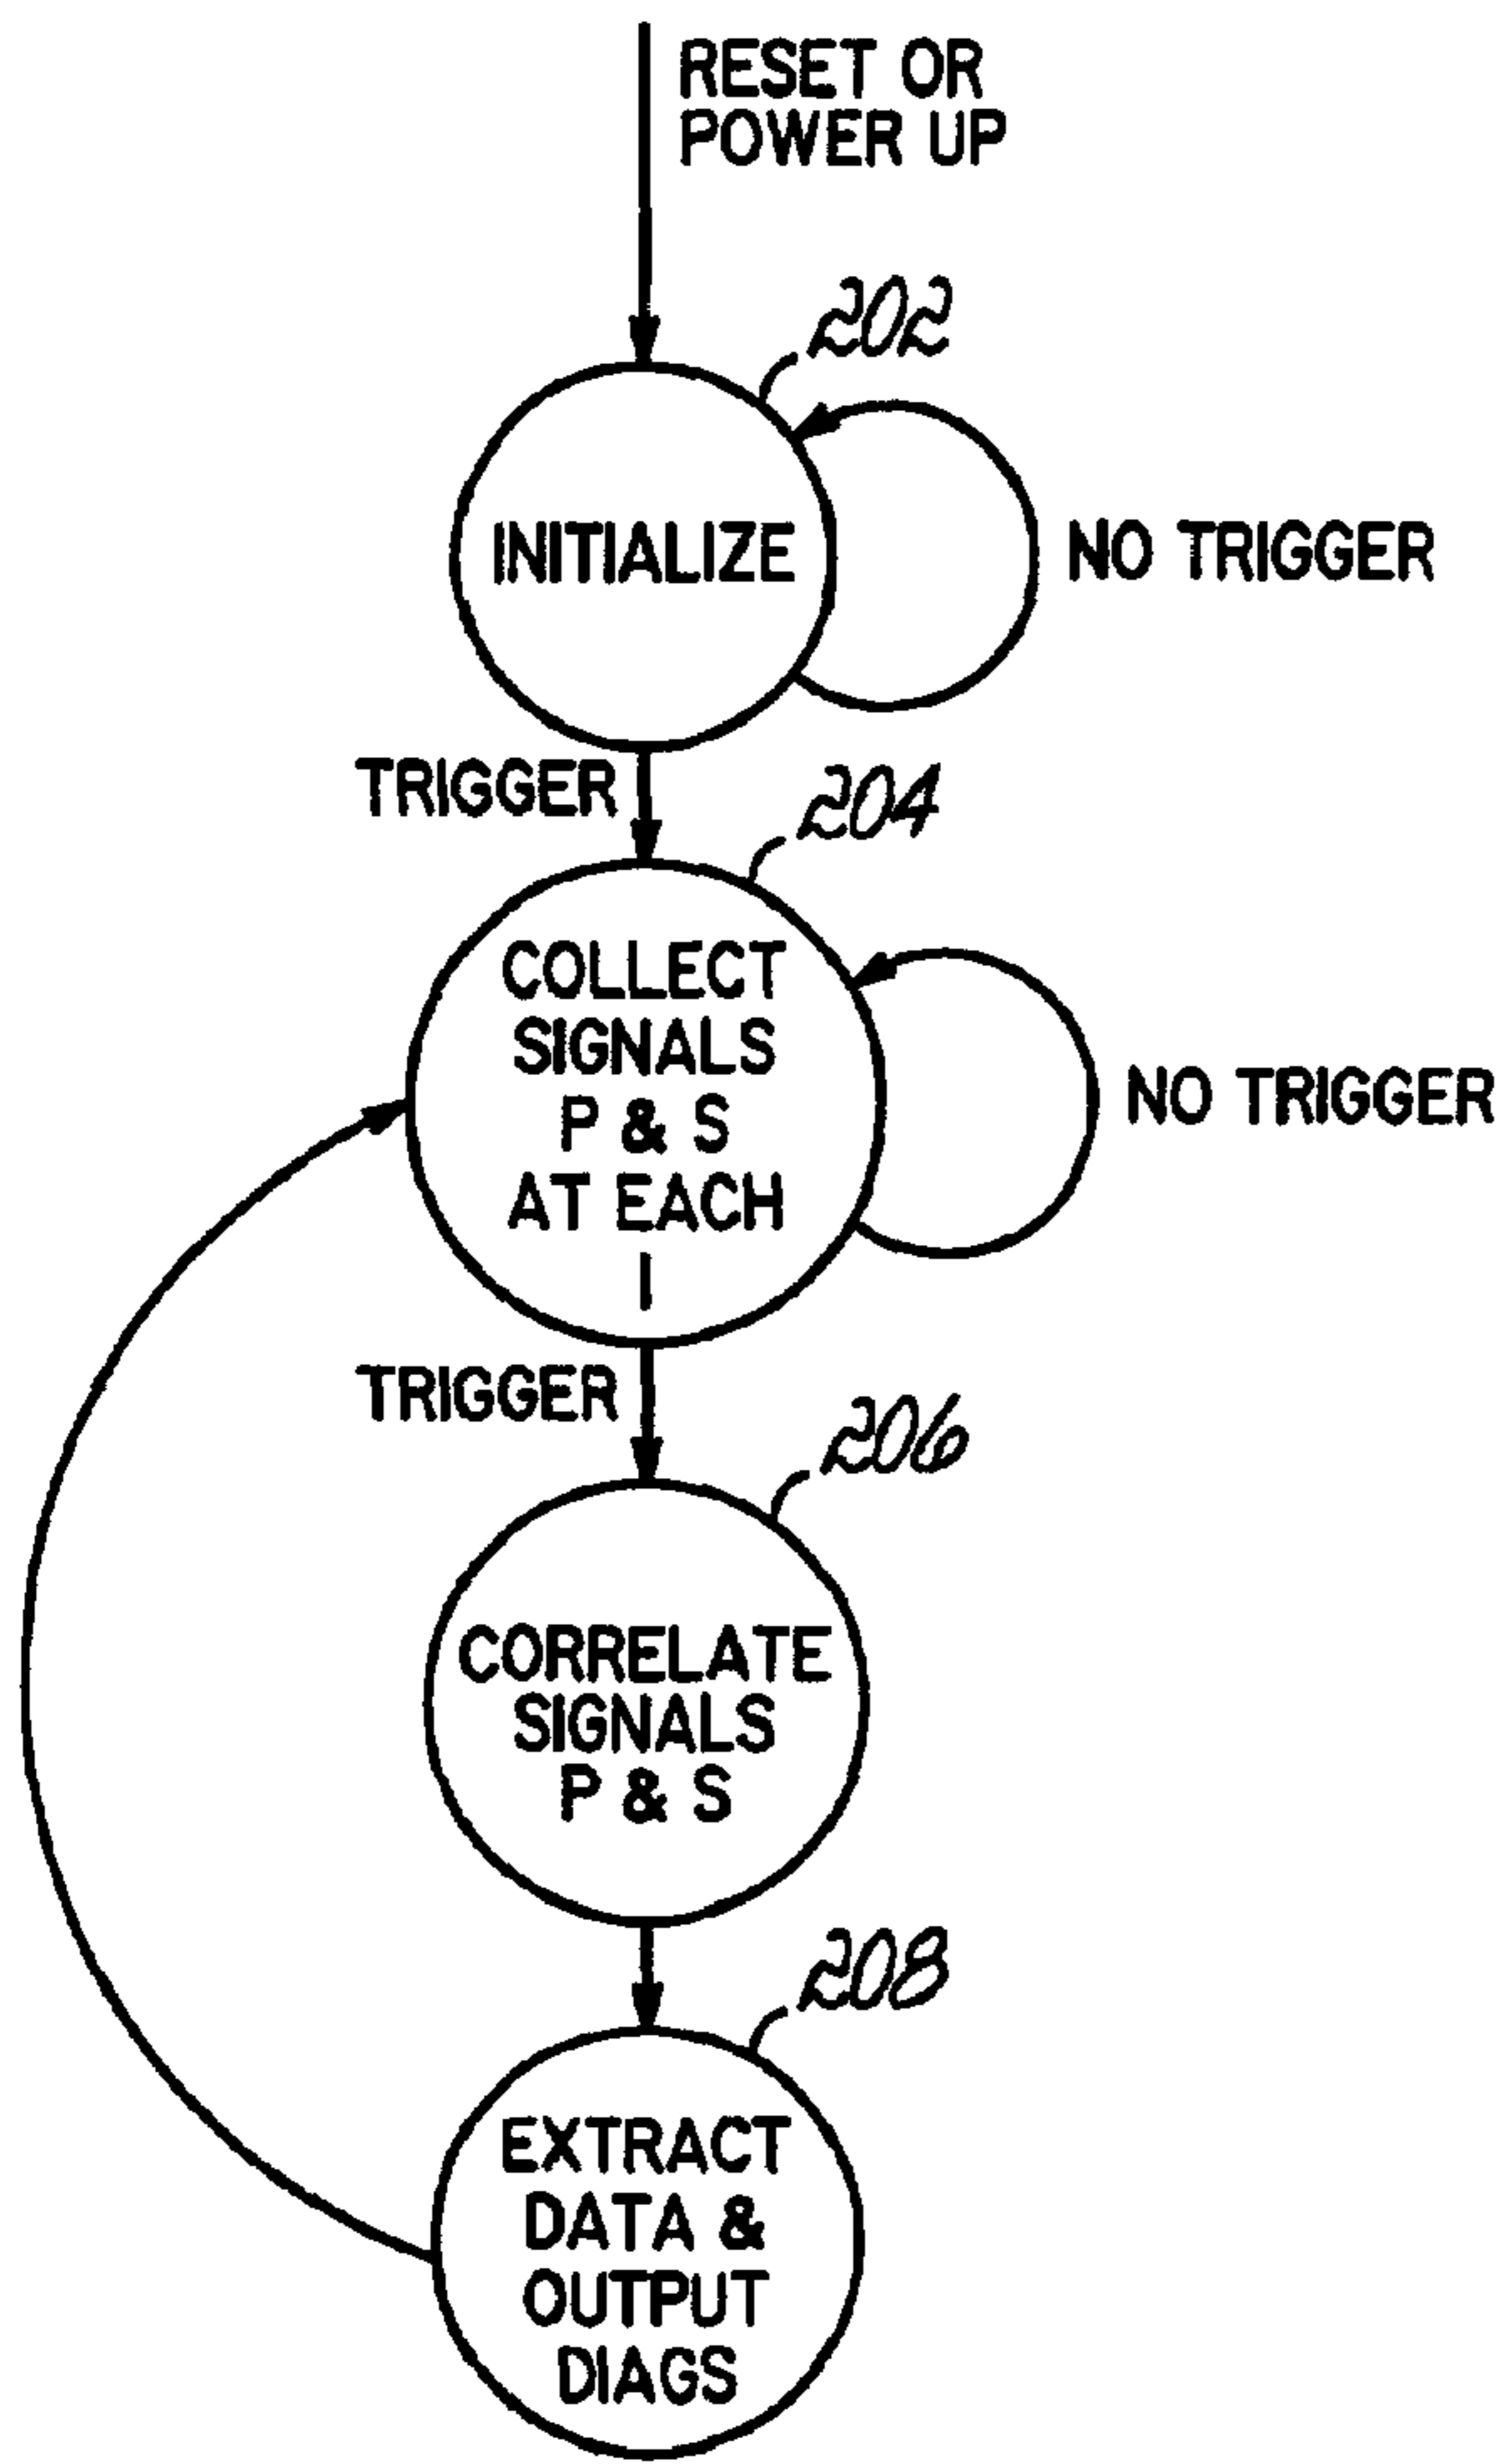 RESET OR
POWER UP
202
INITIALIZE
NO TRIGGER
TRIGGER
204
COLLECT
SIGNALS
P & S
AT EACH
I
NO TRIGGER
TRIGGER
206
CORRELATE
SIGNALS
P & S
208
EXTRACT
DATA &
OUTPUT
DIAGS